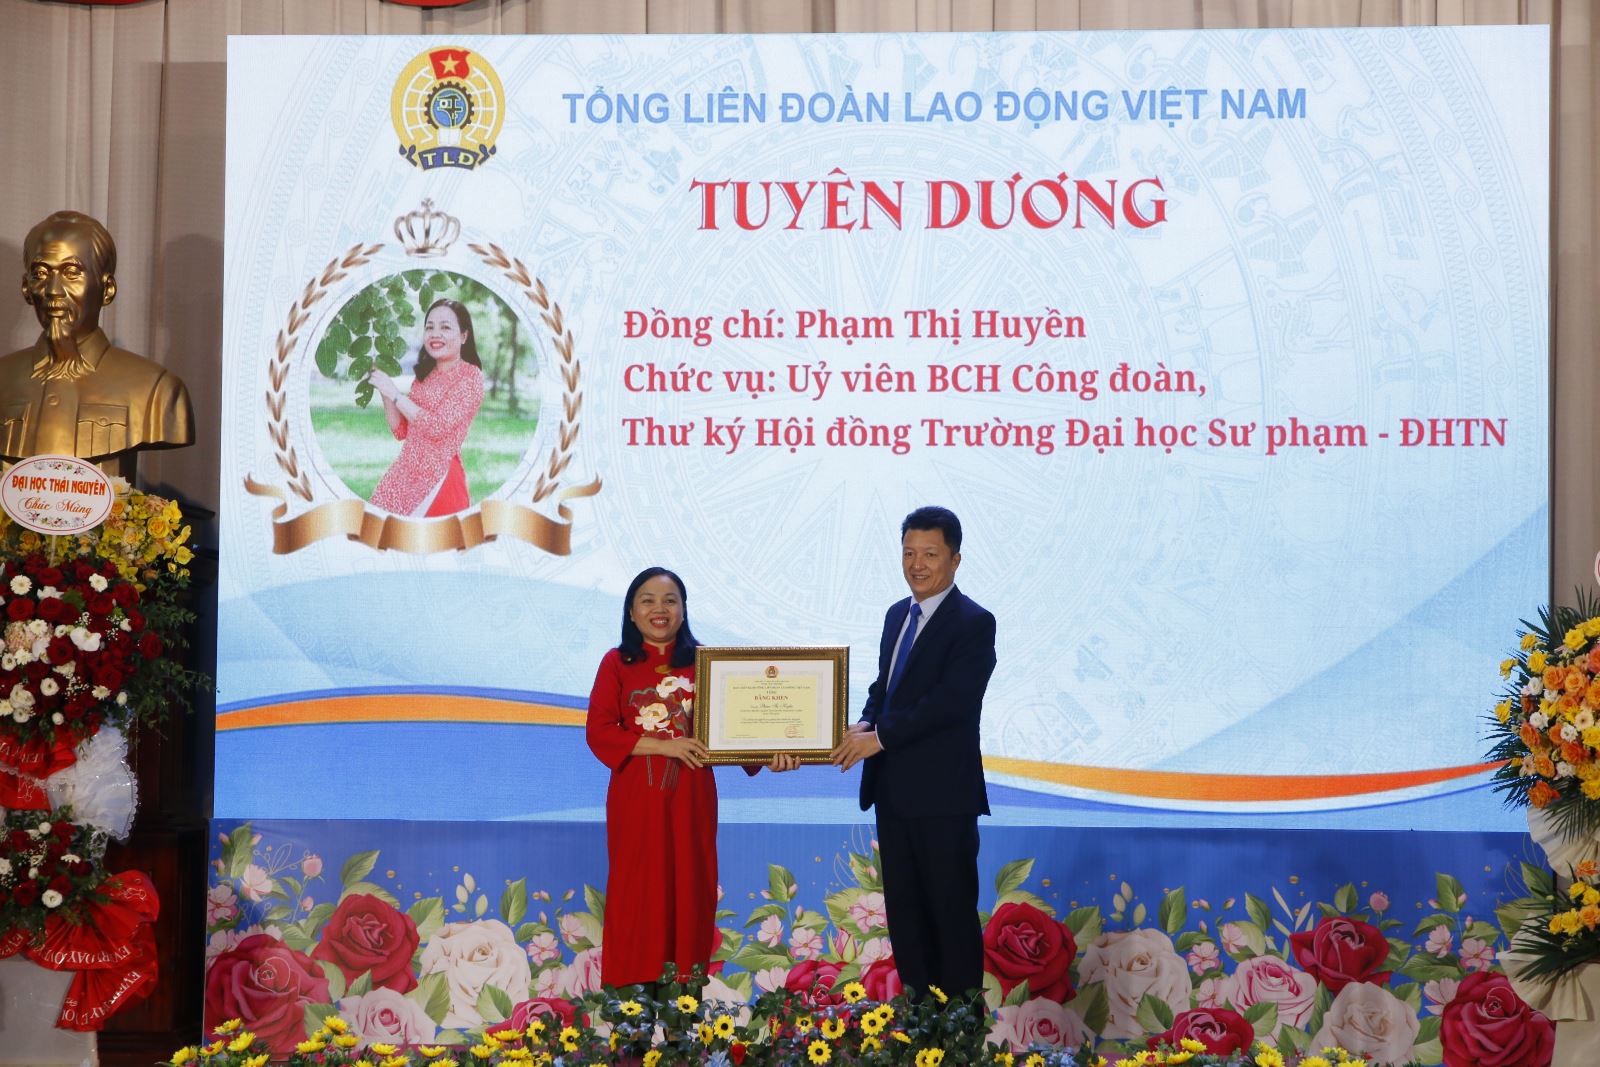 TỔNG LIÊN ĐOÀN LAO ĐỘNG VIỆT NAM
TLĐ
TUYÊN DƯƠNG
Đồng chí: Phạm Thị Huyền
Chức vụ: Uỷ viên BCH Công đoàn,
Thư ký Hội đồng Trường Đại học Sư phạm - ĐHTN
ĐẠI HỌC THÁI NGUYÊN
Chúc Mừng
BẰNG KHEN